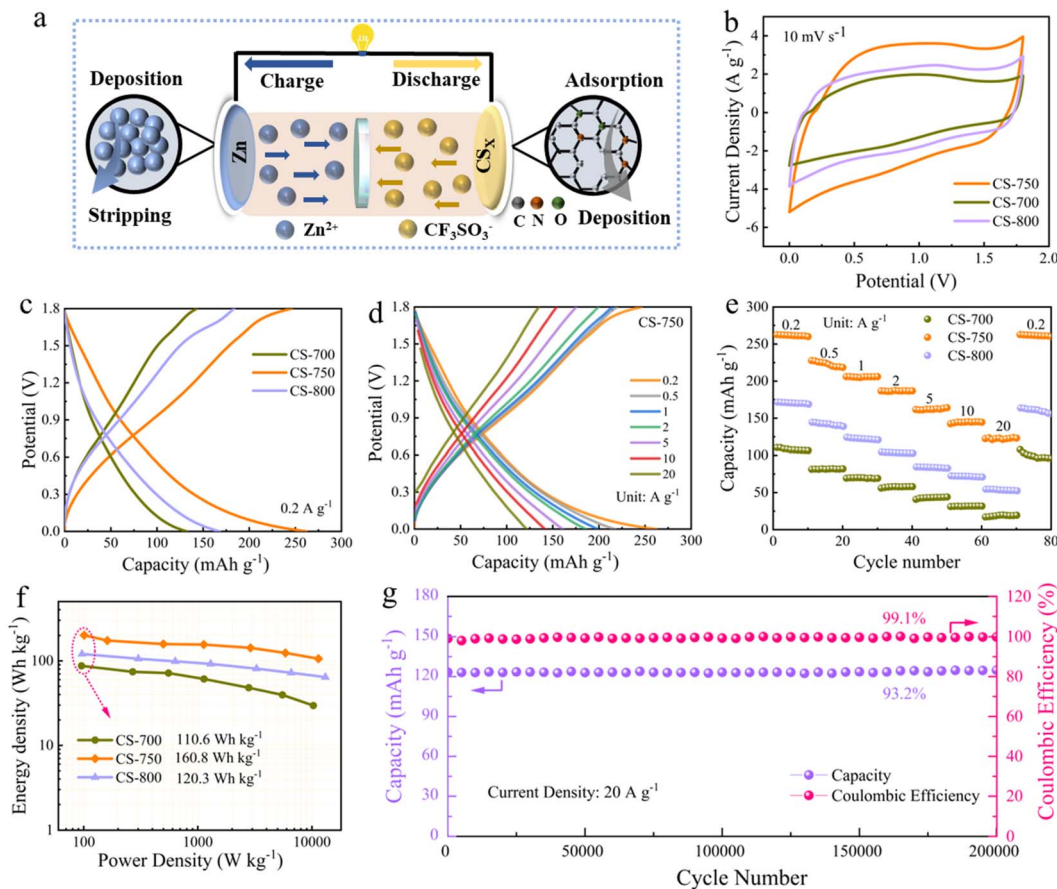 a
Charge
Discharge
Deposition
Adsorption
Zn
CSX
Stripping
Deposition
C N O
Zn2+
CF3SO3-
b
10 mV s-1
Current Density (A g-1)
6
4
2
0
-2
-4
-6
CS-750
CS-700
CS-800
0.0 0.5 1.0 1.5 2.0
Potential (V)
c
Potential (V)
1.8
1.5
1.2
0.9
0.6
0.3
0.0
CS-700
CS-750
CS-800
0.2 A g-1
0 50 100 150 200 250 300
Capacity (mAh g-1)
d
Potential (V)
1.8
1.5
1.2
0.9
0.6
0.3
0.0
CS-750
0.2
0.5
1
2
5
10
20
Unit: A g-1
0 50 100 150 200 250 300
Capacity (mAh g-1)
e
Capacity (mAh g-1)
300
250
200
150
100
50
0
Unit: A g-1
CS-700
CS-750
CS-800
0.2
0.5
1
2
5
10
20
0.2
0 20 40 60 80
Cycle number
f
Energy density (Wh kg-1)
100
10
1
CS-700 110.6 Wh kg-1
CS-750 160.8 Wh kg-1
CS-800 120.3 Wh kg-1
100 1000 10000
Power Density (W kg-1)
g
Capacity (mAh g-1)
180
150
120
90
60
30
0
99.1%
93.2%
Current Density: 20 A g-1
Capacity
Coulombic Efficiency
0 50000 100000 150000 200000
Cycle Number
120
100
80
60
40
20
0
Coulombic Efficiency (%)